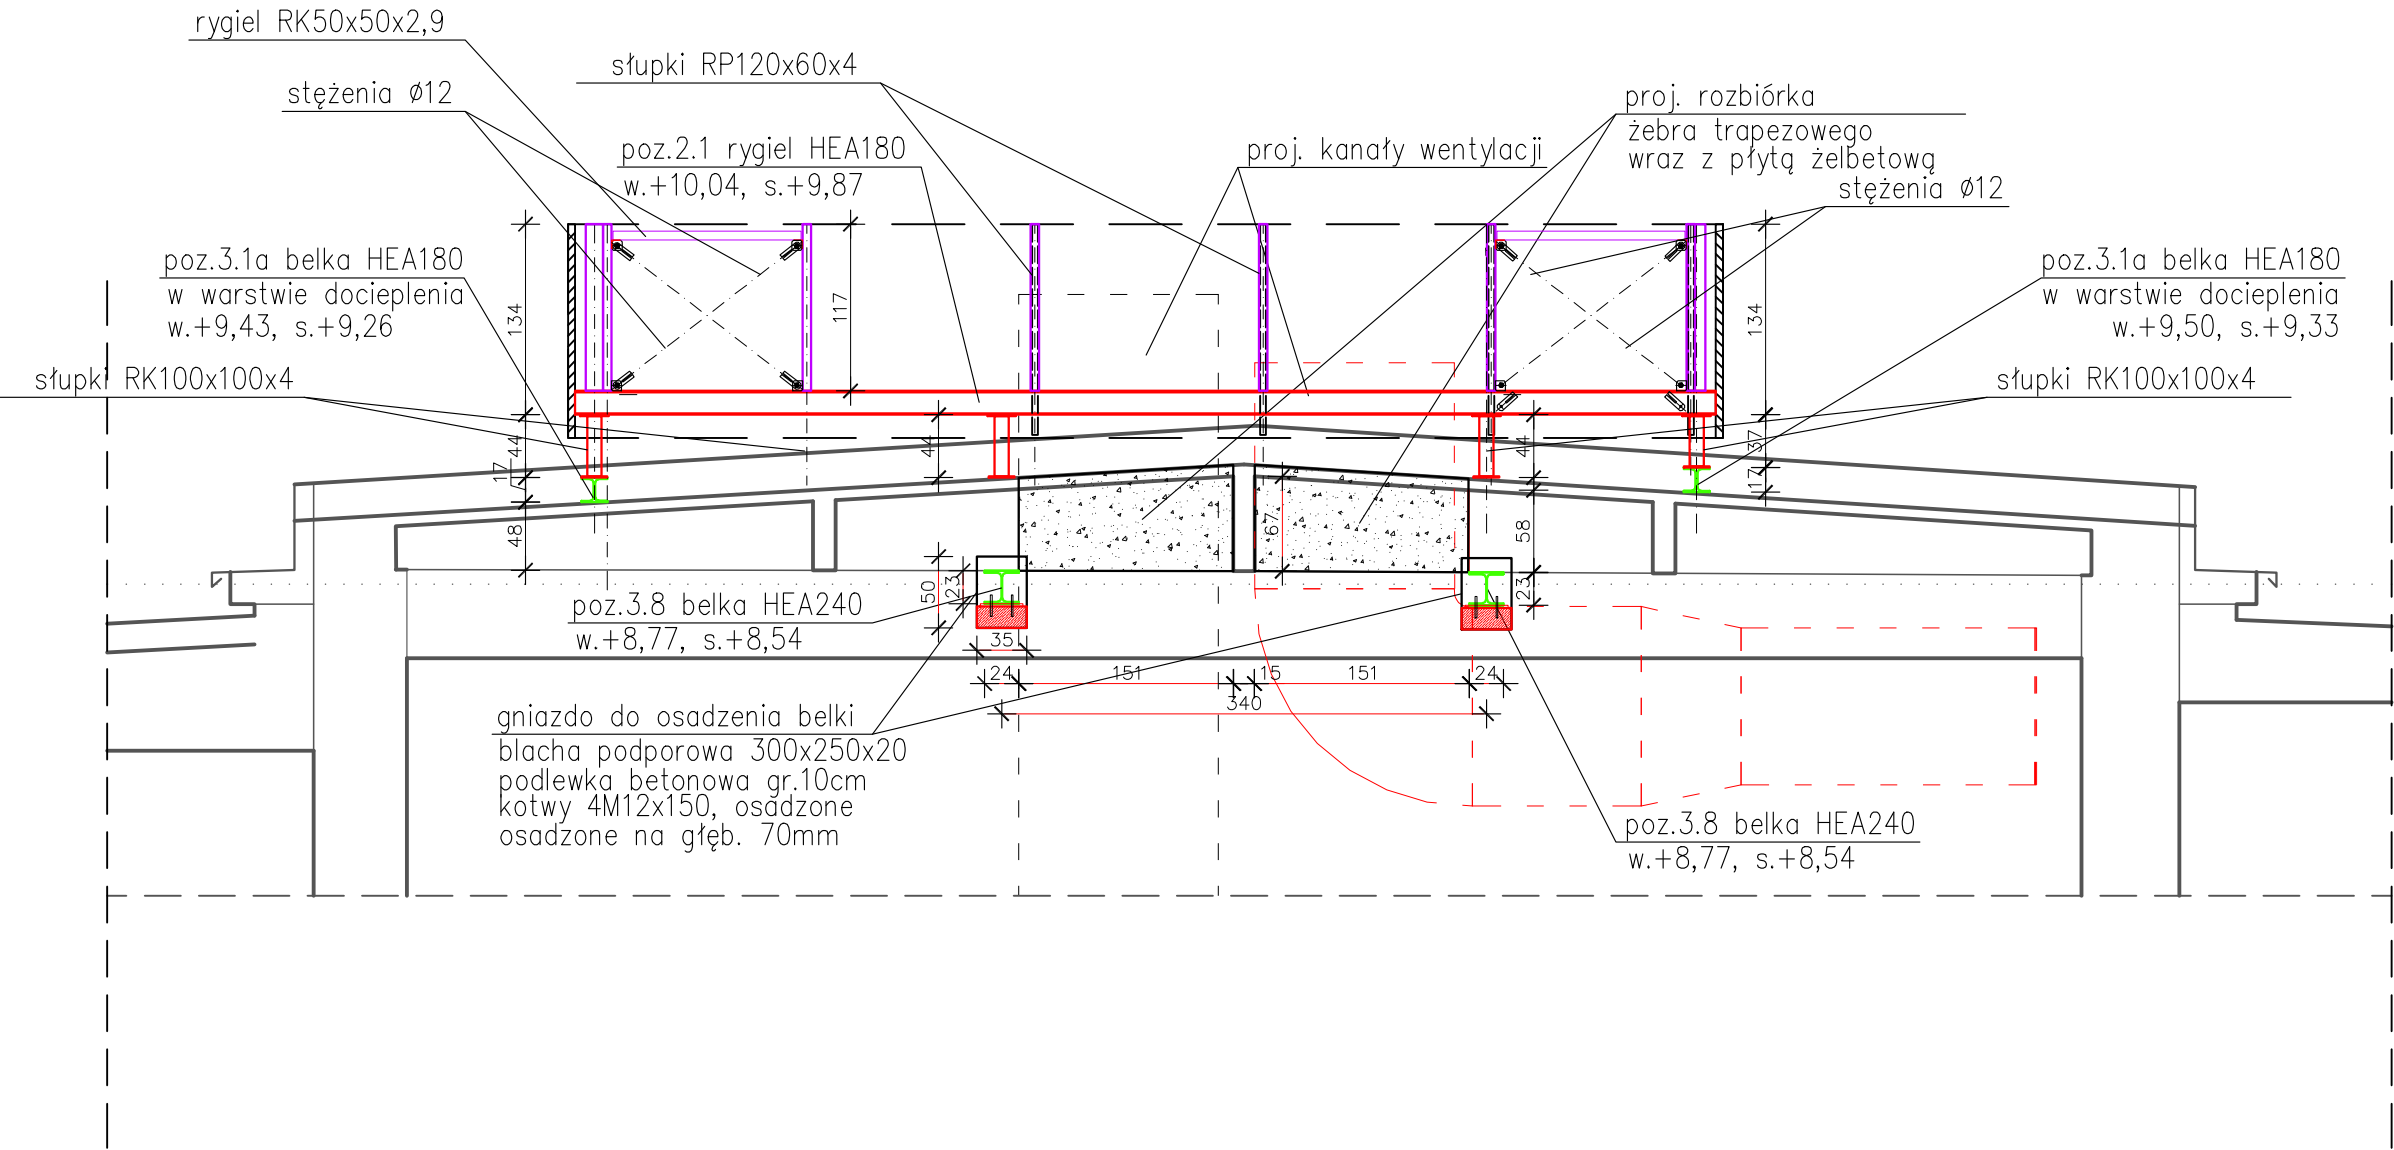 rygiel RK50x50x2,9
stężenia Ø12
słupki RP120x60x4
poz.2.1 rygiel HEA180
w.+10,04, s.+9,87
proj. kanały wentylacji
proj. rozbiórka
żebra trapezowego
wraz z płytą żelbetową
stężenia Ø12
poz.3.1a belka HEA180
w warstwie docieplenia
w.+9,43, s.+9,26
słupki RK100x100x4
poz.3.1a belka HEA180
w warstwie docieplenia
w.+9,50, s.+9,33
słupki RK100x100x4
134
117
134
44
17
48
44
44
37
17
58
67
50
23
23
35
24
151
15
151
24
340
poz.3.8 belka HEA240
w.+8,77, s.+8,54
gniazdo do osadzenia belki
blacha podporowa 300x250x20
podlewka betonowa gr.10cm
kotwy 4M12x150, osadzone
osadzone na głęb. 70mm
poz.3.8 belka HEA240
w.+8,77, s.+8,54